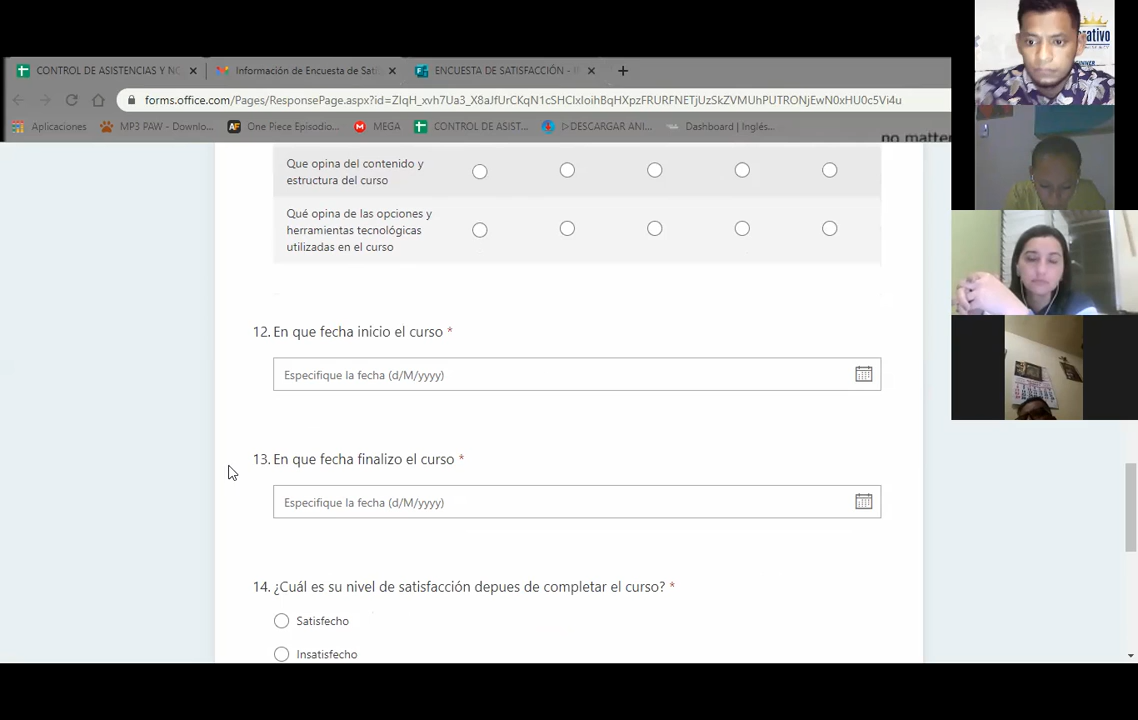 CONTROL DE ASISTENCIAS Y NO
Información de Encuesta de Sati
ENCUESTA DE SATISFACCIÓN -
forms.office.com/Pages/ResponsePage.aspx?id=ZIqH_xvh7Ua3_X8aJfUrCKqN1cSHClxIoihBqHXpzFRURFNETjUzSkZVMUhPUTRONjEwN0xHU0c5Vi4u
Aplicaciones
MP3 PAW - Downlo...
One Piece Episodio...
MEGA
CONTROL DE ASIST...
▷DESCARGAR ANI...
Dashboard | Inglés...
no matter
Que opina del contenido y
estructura del curso
Qué opina de las opciones y
herramientas tecnológicas
utilizadas en el curso
12. En que fecha inicio el curso *
Especifique la fecha (d/M/yyyy)
13. En que fecha finalizo el curso *
Especifique la fecha (d/M/yyyy)
14. ¿Cuál es su nivel de satisfacción depues de completar el curso? *
Satisfecho
Insatisfecho